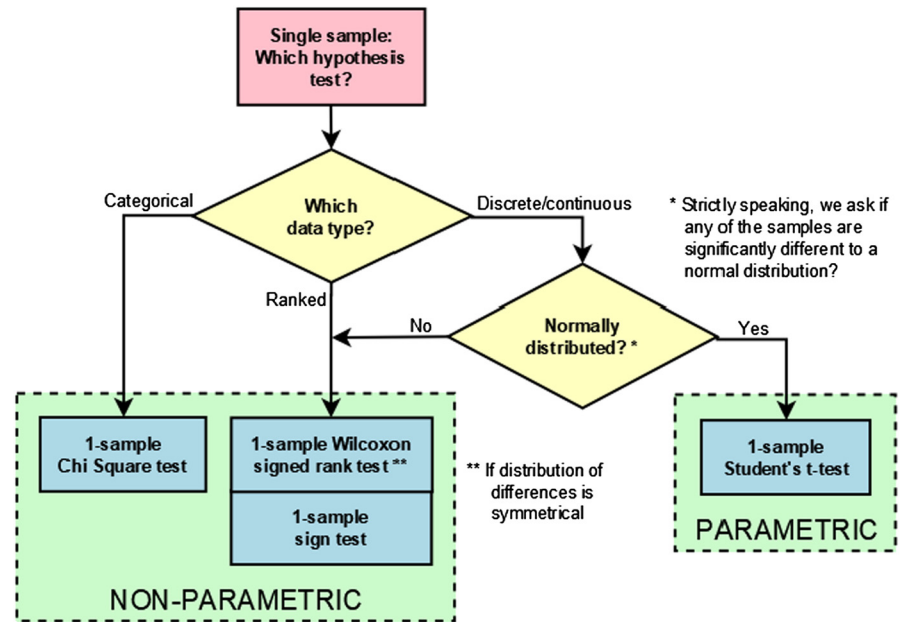 Single sample:
Which hypothesis
test?
Which
data type?
Categorical
Discrete/continuous
* Strictly speaking, we ask if
any of the samples are
significantly different to a
normal distribution?
Ranked
No
Normally
distributed? *
Yes
1-sample
Chi Square test
1-sample Wilcoxon
signed rank test **
1-sample
sign test
** If distribution of
differences is
symmetrical
1-sample
Student's t-test
PARAMETRIC
NON-PARAMETRIC